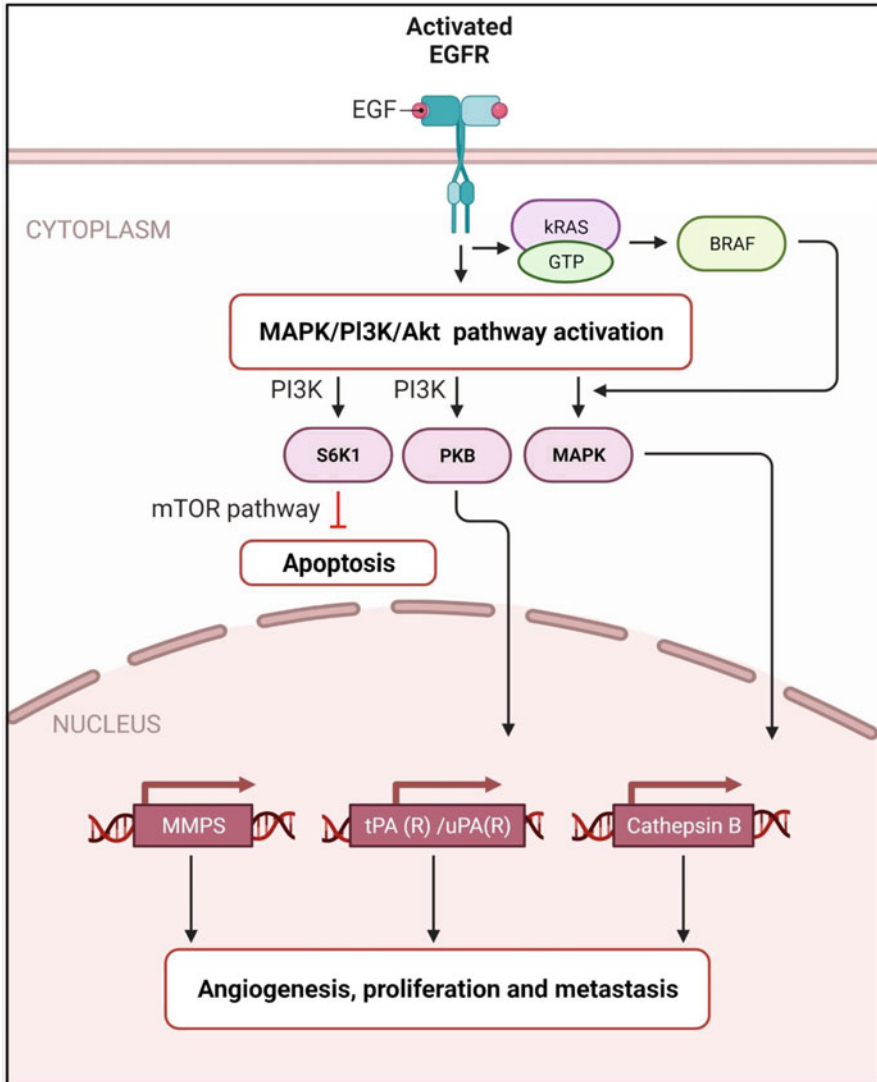 Activated
EGFR
EGF
CYTOPLASM
kRAS
GTP
BRAF
MAPK/Pl3K/Akt pathway activation
PI3K
PI3K
S6K1
PKB
MAPK
mTOR pathway
Apoptosis
NUCLEUS
MMPS
tPA (R) /uPA(R)
Cathepsin B
Angiogenesis, proliferation and metastasis